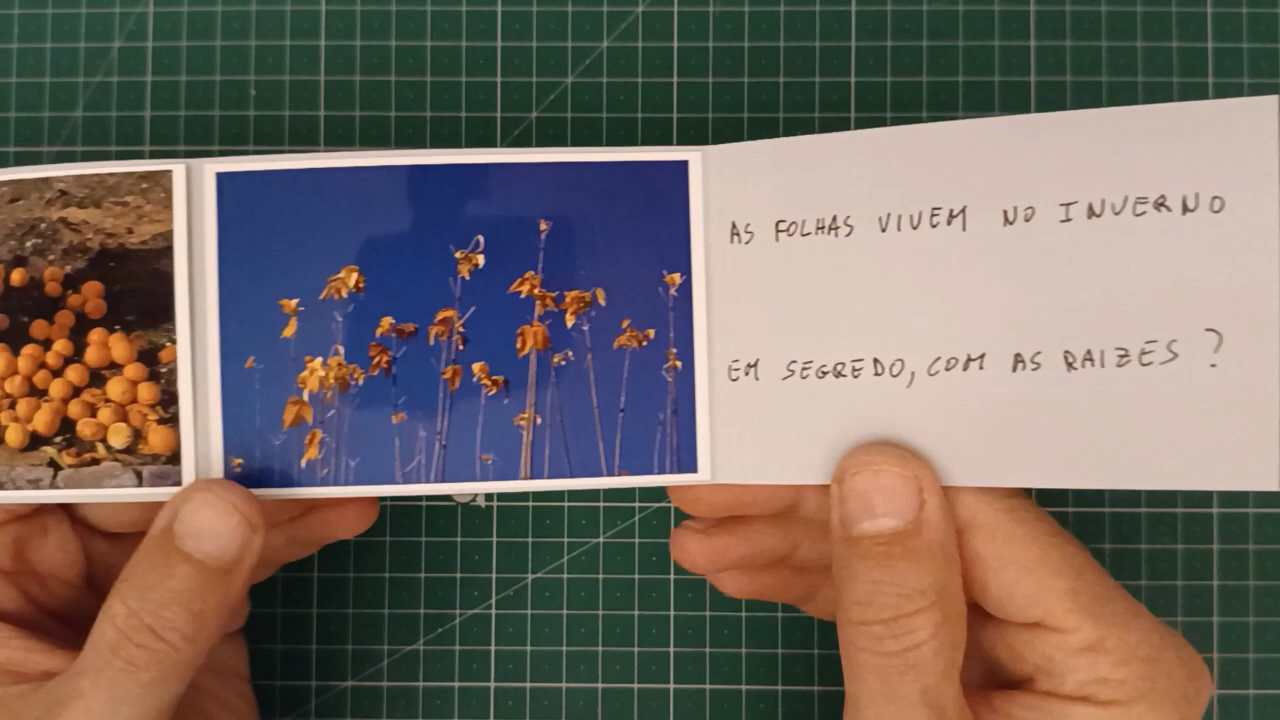 AS FOLHAS VIVEM NO INVERNO
EM SEGREDO, COM AS RAIZES ?